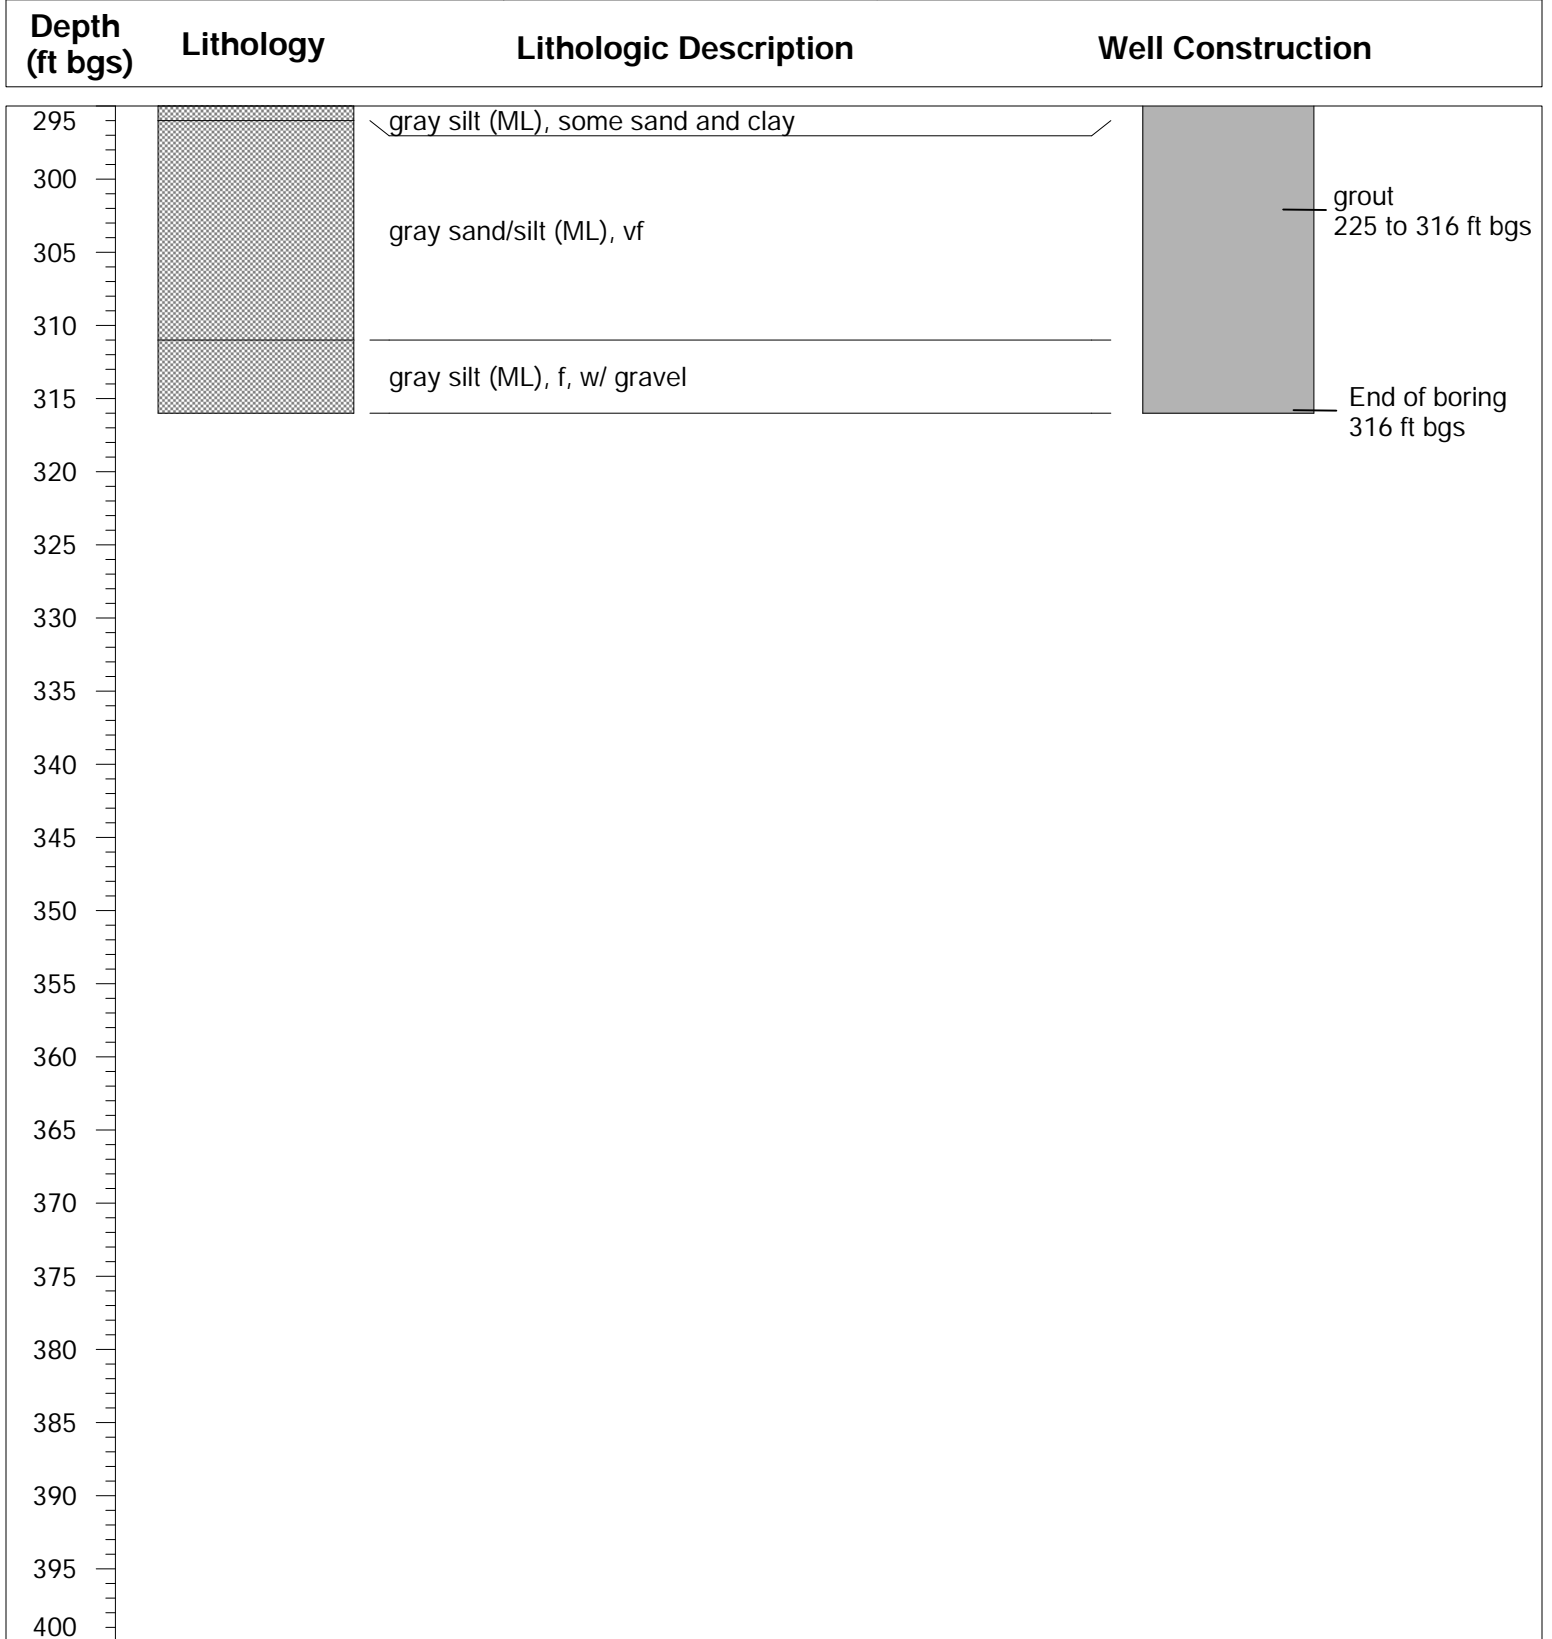 Depth
(ft bgs)
Lithology
Lithologic Description
Well Construction
295
gray silt (ML), some sand and clay
300
grout
225 to 316 ft bgs
gray sand/silt (ML), vf
305
310
gray silt (ML), f, w/ gravel
315
End of boring
316 ft bgs
320
325
330
335
340
345
350
355
360
365
370
375
380
385
390
395
400